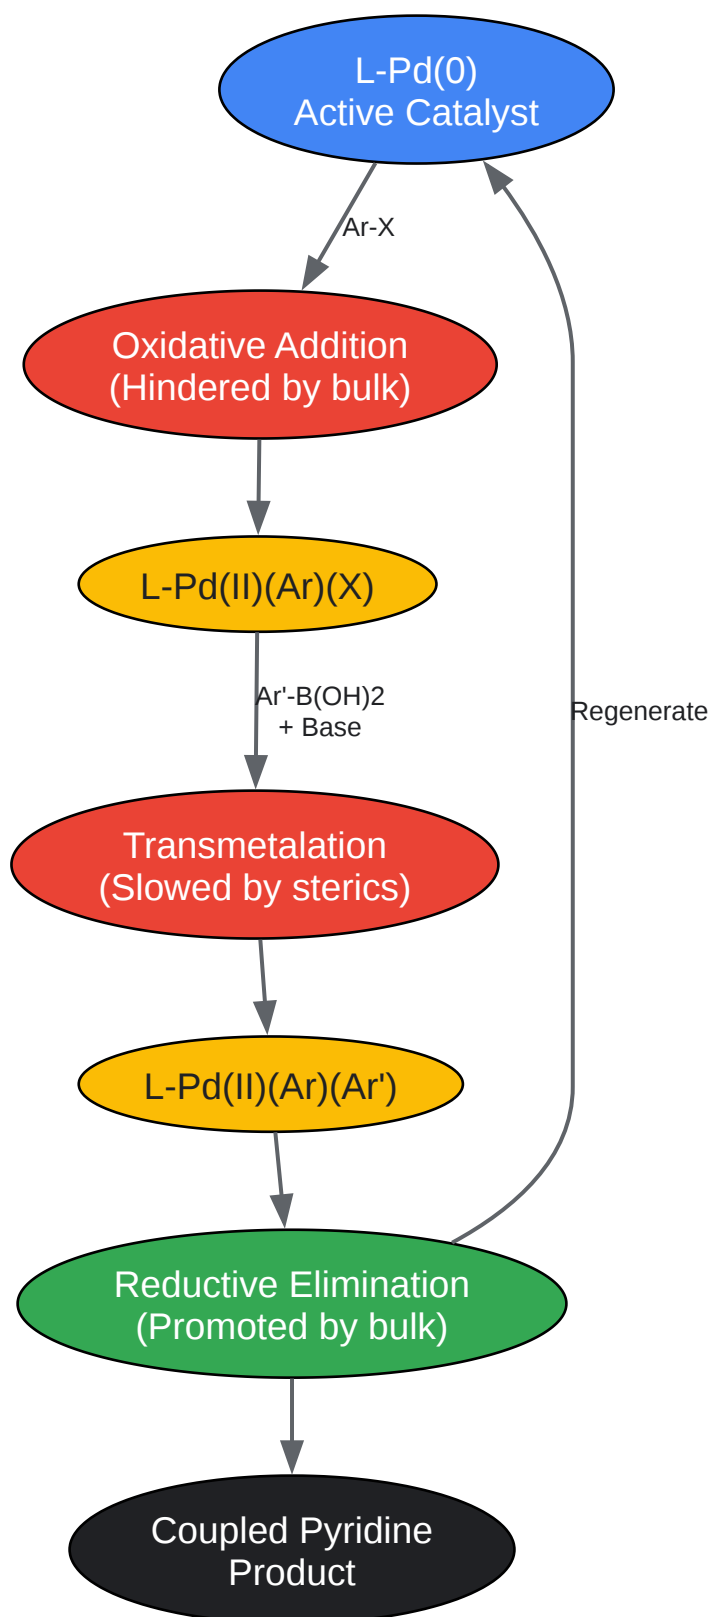 L-Pd(0)
Active Catalyst
Ar-X
Oxidative Addition
(Hindered by bulk)
L-Pd(II)(Ar)(X)
Ar'-B(OH)2
+ Base
Regenerate
Transmetalation
(Slowed by sterics)
L-Pd(II)(Ar)(Ar')
Reductive Elimination
(Promoted by bulk)
Coupled Pyridine
Product